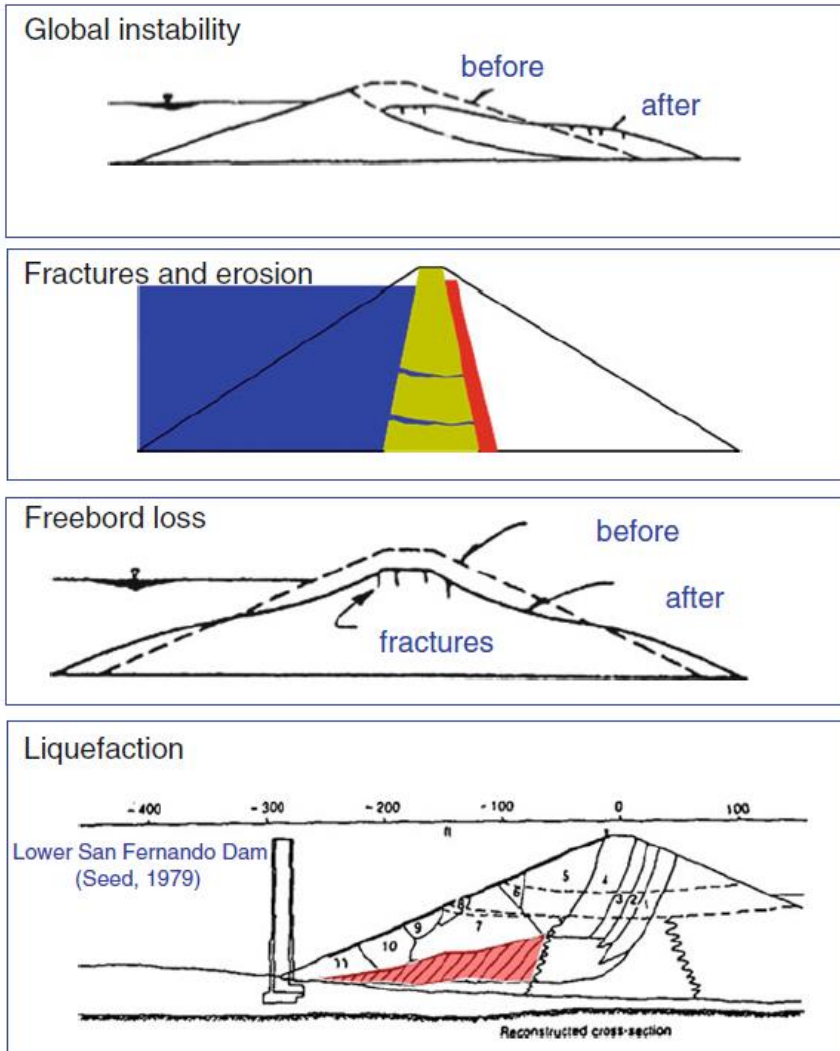 Global instability
before
after
Fractures and erosion
Freebord loss
before
after
fractures
Liquefaction
- 400 - 300 - 200 - 100 0 100
ft
Lower San Fernando Dam
(Seed, 1979)
5 4
6 3 2 1
8
9 7
10
11
Reconstructed cross-section